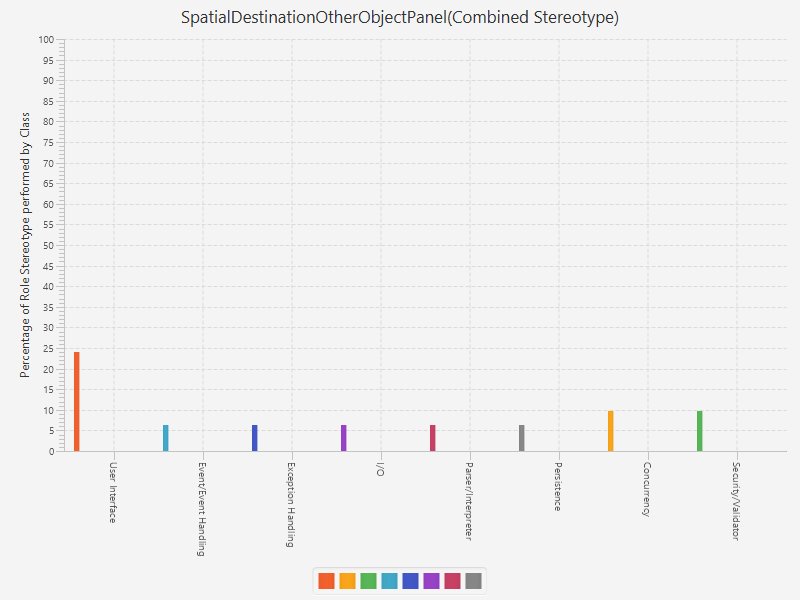 SpatialDestinationOtherObjectPanel(Combined Stereotype)
Percentage of Role Stereotype performed by Class
100
95
90
85
80
75
70
65
60
55
50
45
40
35
30
25
20
15
10
5
0
User Interface
Event/Event Handling
Exception Handling
I/O
Parser/Interpreter
Persistence
Concurrency
Security/Validator